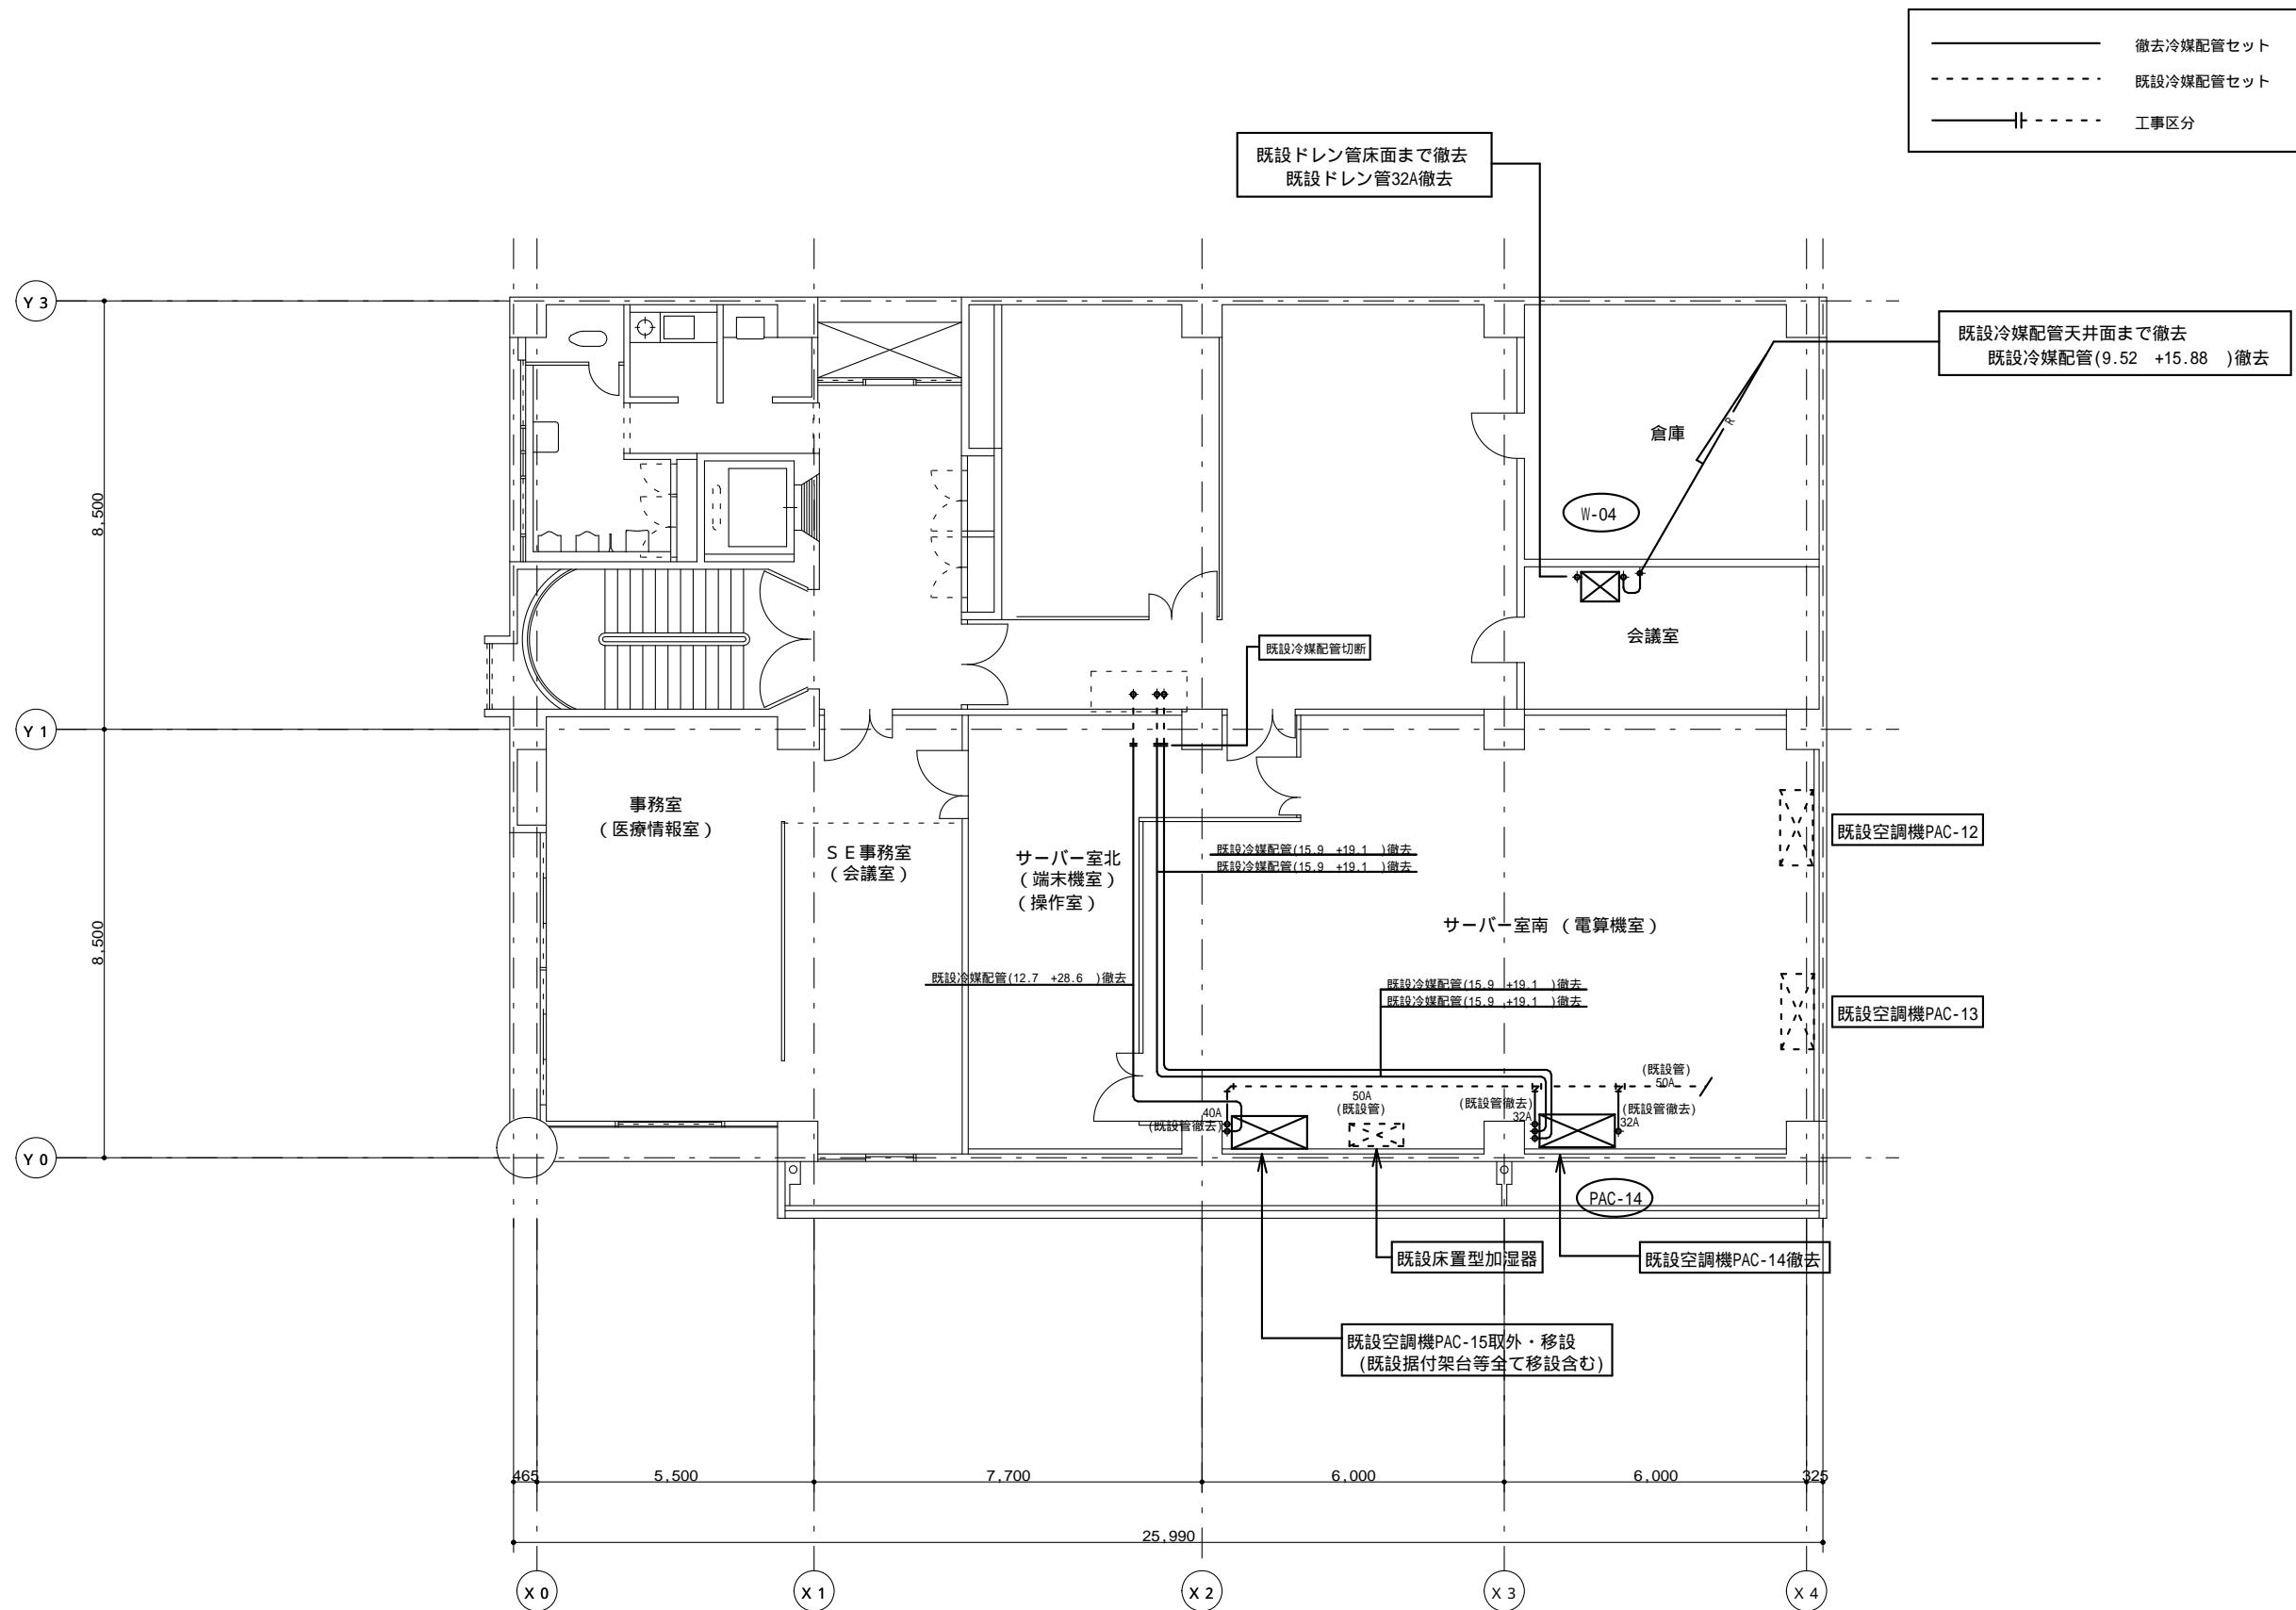 徹去冷媒配管セット
既設冷媒配管セット
工事区分
既設ドレン管床面まで徹去
既設ドレン管32A徹去
Y3
既設冷媒配管天井面まで徹去
既設冷媒配管(9.52 +15.88 )徹去
R
倉庫
8,500
W-04
会議室
既設冷媒配管切断
Y1
事務室
（医療情報室）
既設空調機PAC-12
ＳＥ事務室
（会議室）
サーバー室北
（端末機室）
（操作室）
既設冷媒配管(15.9 +19.1 )徹去
既設冷媒配管(15.9 +19.1 )徹去
サーバー室南（電算機室）
8,500
既設冷媒配管(12.7 +28.6 )徹去
既設冷媒配管(15.9 +19.1 )徹去
既設冷媒配管(15.9 +19.1 )徹去
既設空調機PAC-13
(既設管)
50A
50A
(既設管)
(既設管徹去)
32A
(既設管徹去)
32A
40A
(既設管徹去)
Y0
PAC-14
既設床置型加湿器
既設空調機PAC-14徹去
既設空調機PAC-15取外・移設
(既設据付架台等全て移設含む)
465
5,500
7,700
6,000
6,000
325
25,990
X0
X1
X2
X3
X4